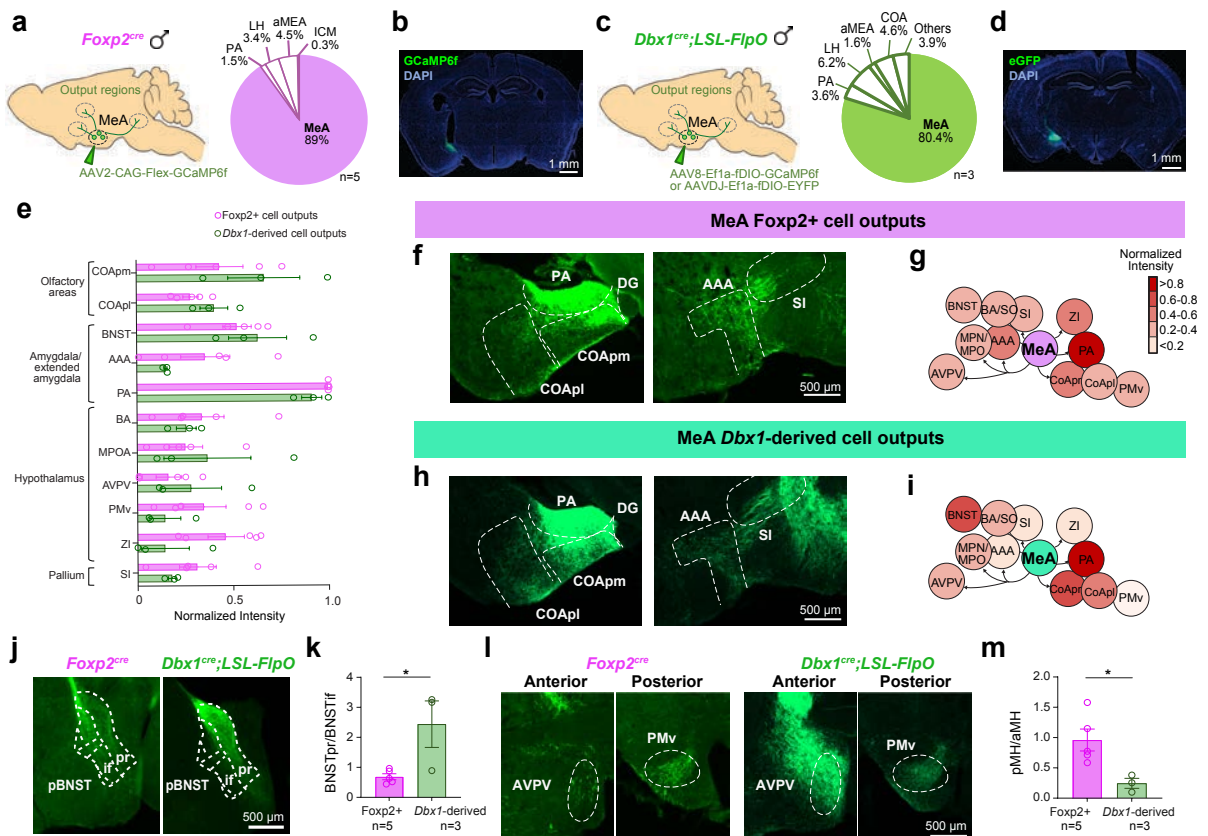 a
Foxp2cre ♂
Output regions
MeA
AAV2-CAG-Flex-GCaMP6f
PA
1.5%
LH
3.4%
aMEA
4.5%
ICM
0.3%
MeA
89%
n=5
b
GCaMP6f
DAPI
1 mm
c
Dbx1cre;LSL-FlpO ♂
Output regions
MeA
AAV8-Ef1a-fDIO-GCaMP6f
or AAVDJ-Ef1a-fDIO-EYFP
PA
3.6%
LH
6.2%
aMEA
1.6%
COA
4.6%
Others
3.9%
MeA
80.4%
n=3
d
eGFP
DAPI
1 mm
e
Foxp2+ cell outputs
Dbx1-derived cell outputs
Olfactory
areas
Amygdala/
extended
amygdala
Hypothalamus
Pallium
COApm
COApl
BNST
AAA
PA
BA
MPOA
AVPV
PMv
ZI
SI
0
0.5
1.0
Normalized Intensity
MeA Foxp2+ cell outputs
f
PA
DG
COApm
COApl
AAA
SI
500 µm
g
Normalized
Intensity
>0.8
0.6-0.8
0.4-0.6
0.2-0.4
<0.2
BNST
BA/SO
SI
ZI
MPN/
MPO
AAA
MeA
PA
AVPV
CoApr
CoApl
PMv
MeA Dbx1-derived cell outputs
h
PA
DG
COApm
COApl
AAA
SI
500 µm
i
BNST
BA/SO
SI
ZI
MPN/
MPO
AAA
MeA
PA
AVPV
CoApr
CoApl
PMv
j
Foxp2cre
Dbx1cre;LSL-FlpO
pBNST
if
pr
pBNST
if
pr
500 µm
k
BNSTpr/BNSTif
4
3
2
1
0
*
Foxp2+
n=5
Dbx1-derived
n=3
l
Foxp2cre
Dbx1cre;LSL-FlpO
Anterior
Posterior
Anterior
Posterior
AVPV
PMv
AVPV
PMv
500 µm
m
pMH/aMH
2.0
1.5
1.0
0.5
0.0
*
Foxp2+
n=5
Dbx1-derived
n=3